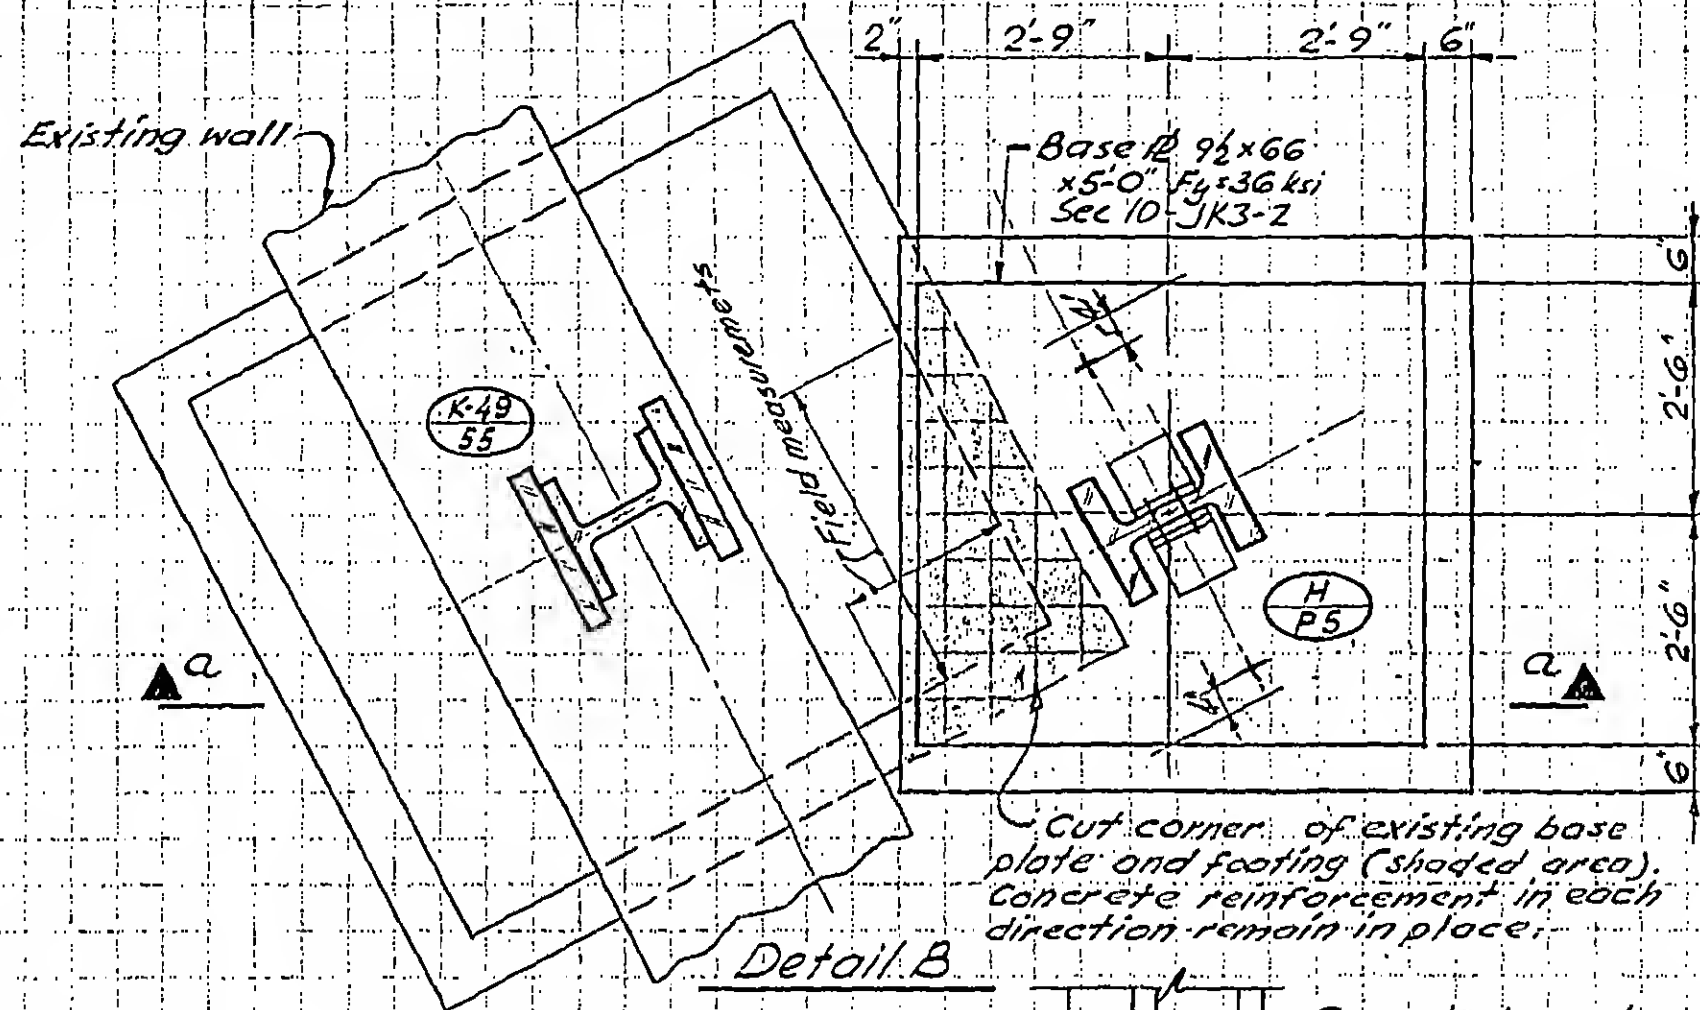 2" 2'-9" 2'-9" 6"
Existing wall
Base PL 9½ x 66
x 5'-0" Fy = 36 ksi
Sec 10-JK3-2
6"
2'-6"
2'-6"
6"
Field measuremets
K-49
55
H
P5
a
a
Cut corner of existing base
plate and footing (shaded area).
Concrete reinforcement in each
direction remain in place.
Detail B